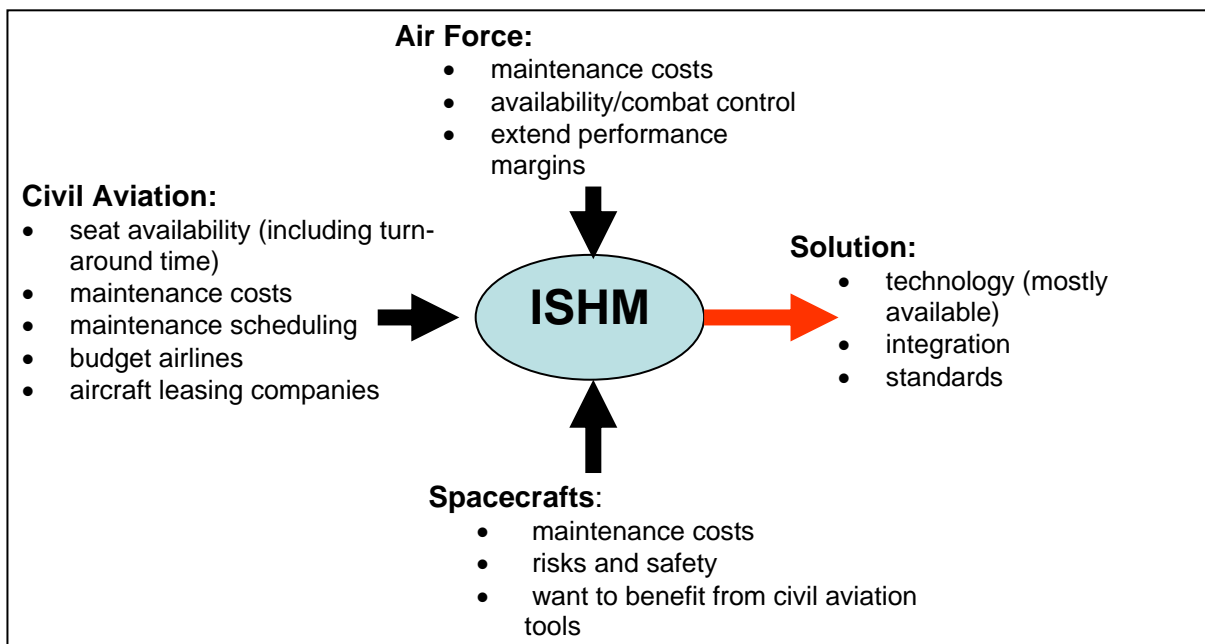 Air Force:
• maintenance costs
• availability/combat control
• extend performance
margins
Civil Aviation:
• seat availability (including turn-
around time)
• maintenance costs
• maintenance scheduling
• budget airlines
• aircraft leasing companies
ISHM
Solution:
• technology (mostly
available)
• integration
• standards
Spacecrafts:
• maintenance costs
• risks and safety
• want to benefit from civil aviation
tools